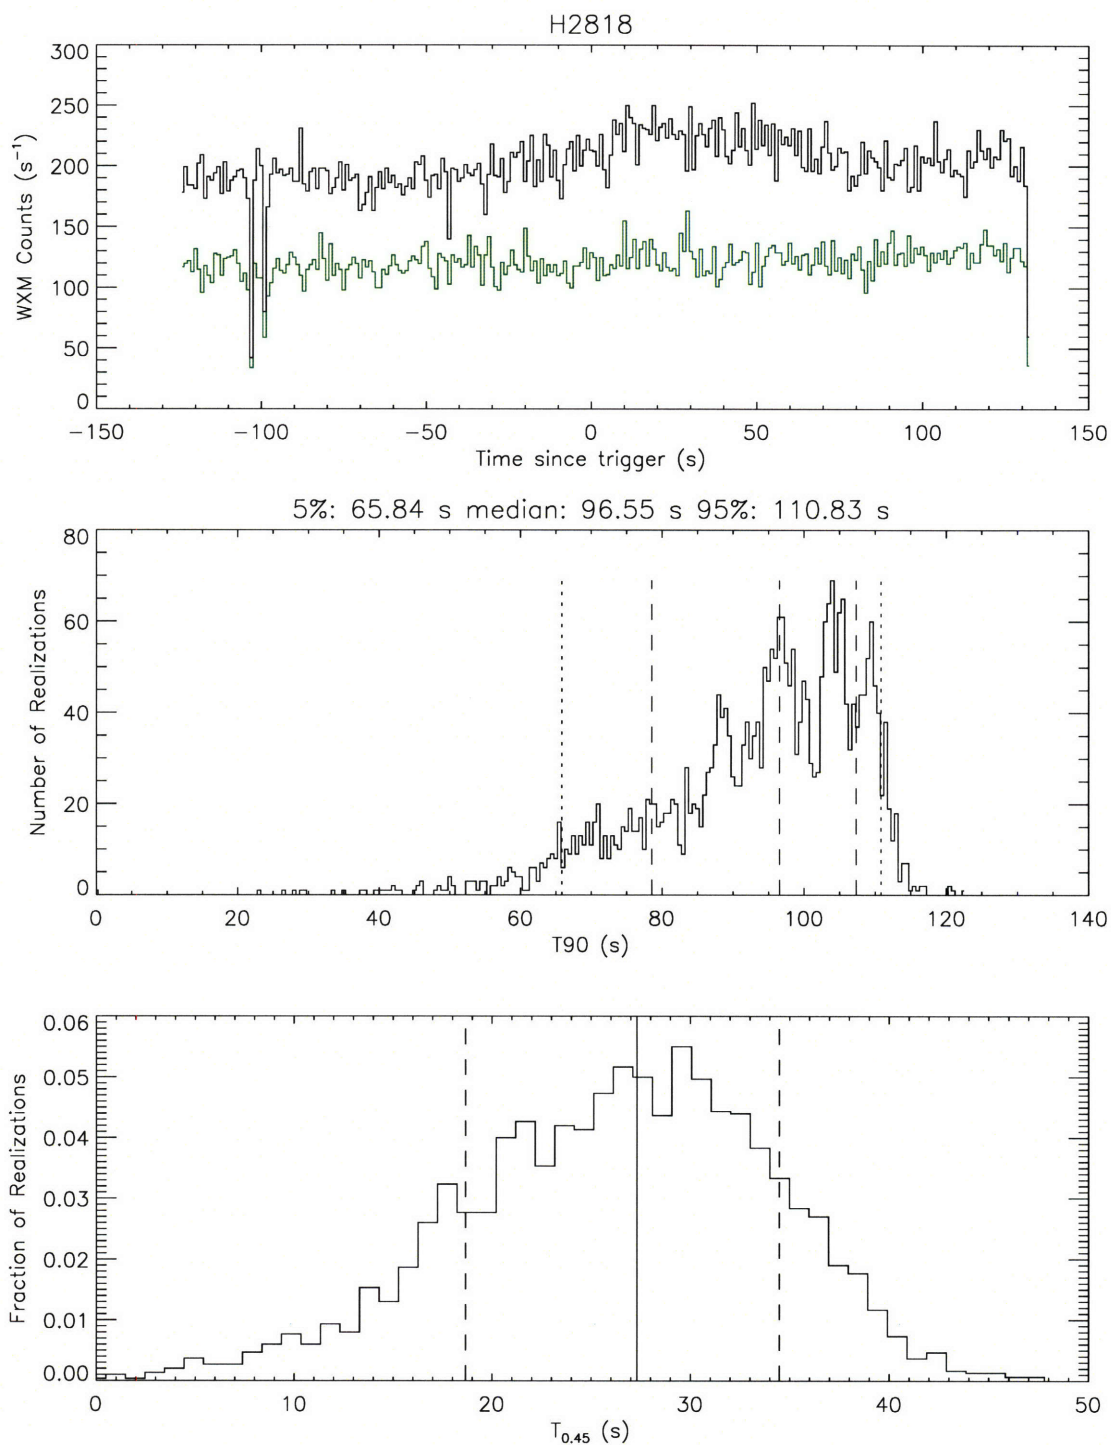 H2818
300
250
200
150
100
50
0
WXM Counts (s⁻¹)
−150 −100 −50 0 50 100 150
Time since trigger (s)
5%: 65.84 s median: 96.55 s 95%: 110.83 s
80
60
40
20
0
Number of Realizations
0 20 40 60 80 100 120 140
T90 (s)
0.06
0.05
0.04
0.03
0.02
0.01
0.00
Fraction of Realizations
0 10 20 30 40 50
T₀.₄₅ (s)